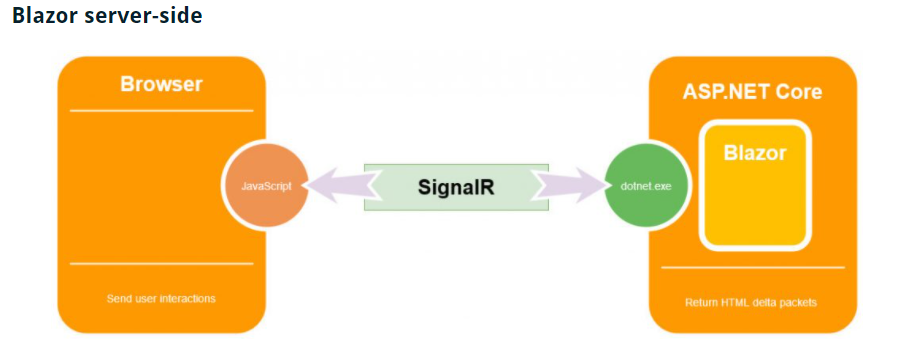 Blazor server-side
Browser
JavaScript
Send user interactions
SignalR
ASP.NET Core
Blazor
dotnet.exe
Return HTML delta packets